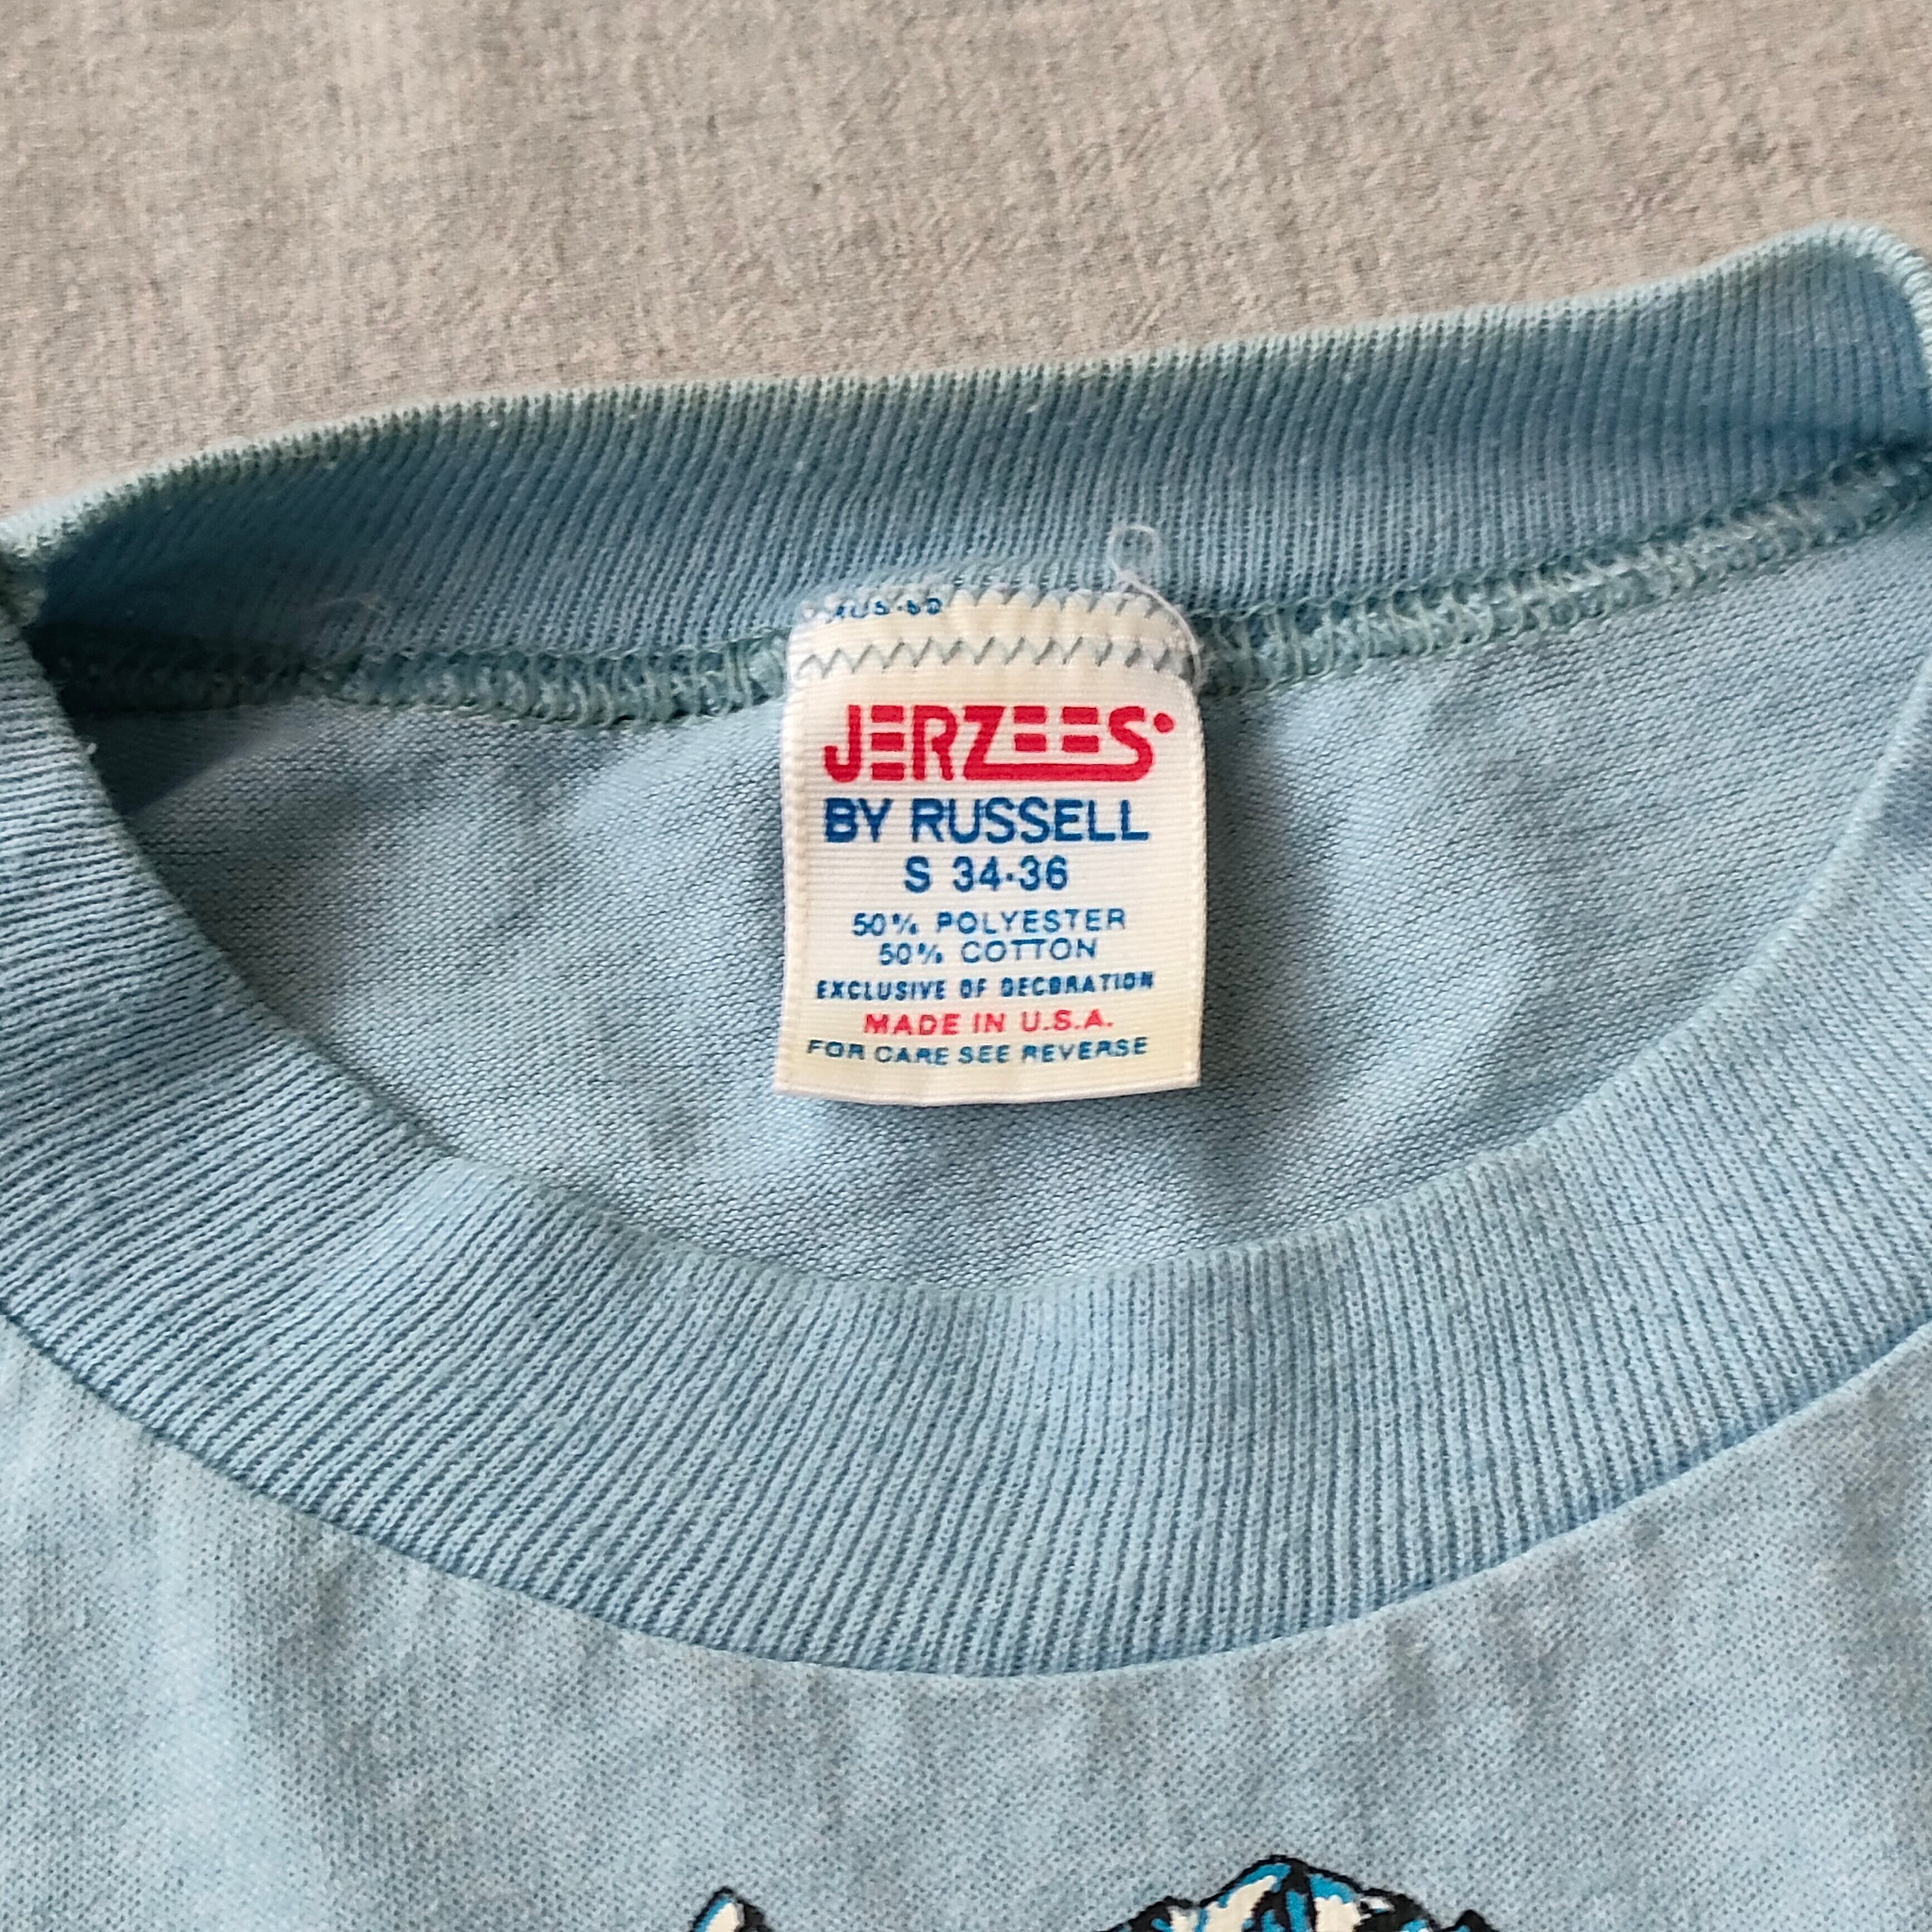 JERZEES
BY RUSSELL
S 34-36
50% POLYESTER
50% COTTON
EXCLUSIVE OF DECORATION
MADE IN U.S.A.
FOR CARE SEE REVERSE